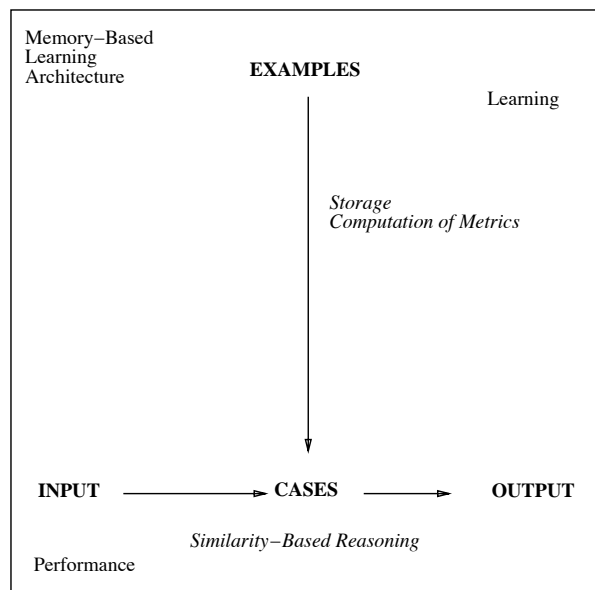 Memory–Based
Learning
Architecture
EXAMPLES
Learning
Storage
Computation of Metrics
INPUT
CASES
OUTPUT
Similarity–Based Reasoning
Performance